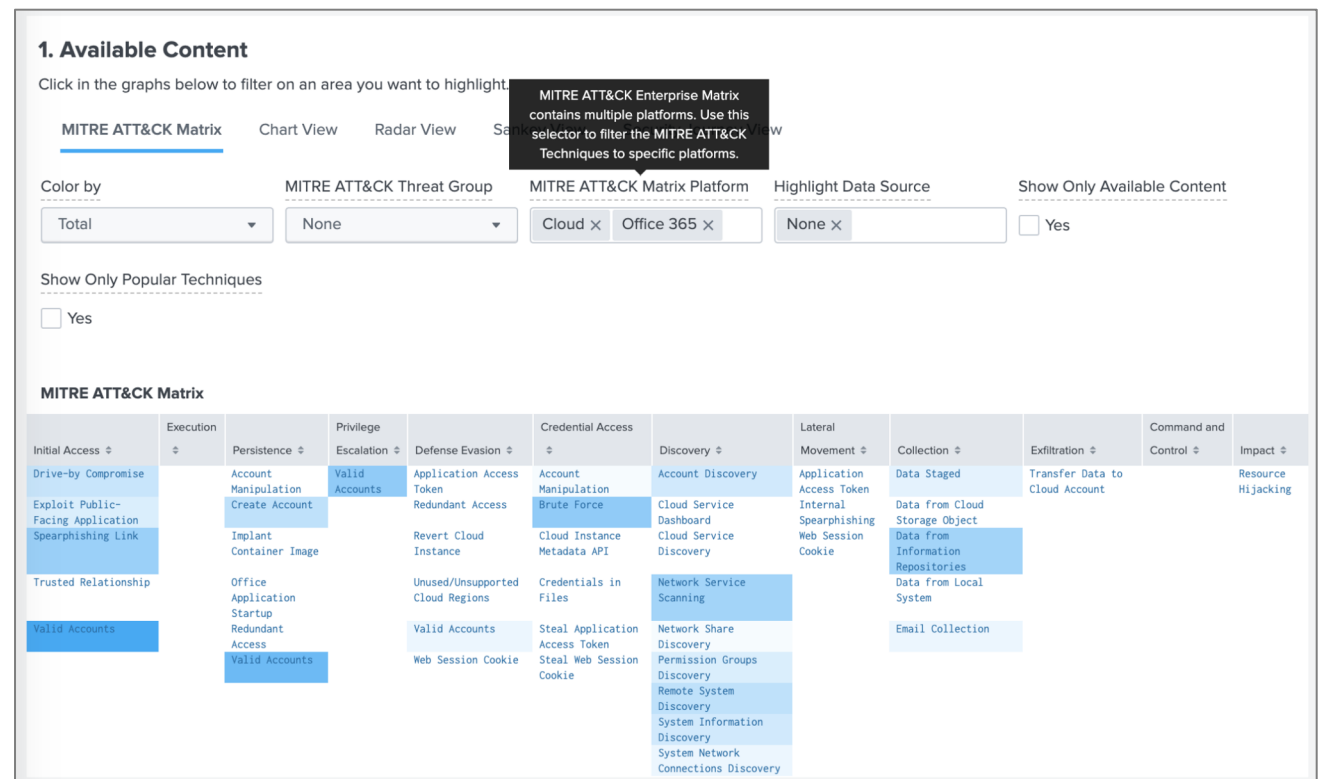 1. Available Content
Click in the graphs below to filter on an area you want to highlight.
MITRE ATT&CK Enterprise Matrix
contains multiple platforms. Use this
selector to filter the MITRE ATT&CK
Techniques to specific platforms.
MITRE ATT&CK Matrix Chart View Radar View
Color by MITRE ATT&CK Threat Group MITRE ATT&CK Matrix Platform Highlight Data Source Show Only Available Content
Total None Cloud × Office 365 × None × Yes
Show Only Popular Techniques
Yes
MITRE ATT&CK Matrix
Initial Access
Drive-by Compromise
Exploit Public-
Facing Application
Spearphishing Link
Trusted Relationship
Valid Accounts
Execution
Persistence
Account
Manipulation
Create Account
Implant
Container Image
Office
Application
Startup
Redundant
Access
Valid Accounts
Privilege
Escalation
Valid
Accounts
Defense Evasion
Application Access
Token
Redundant Access
Revert Cloud
Instance
Unused/Unsupported
Cloud Regions
Valid Accounts
Web Session Cookie
Credential Access
Account
Manipulation
Brute Force
Cloud Instance
Metadata API
Credentials in
Files
Steal Application
Access Token
Steal Web Session
Cookie
Discovery
Account Discovery
Cloud Service
Dashboard
Cloud Service
Discovery
Network Service
Scanning
Network Share
Discovery
Permission Groups
Discovery
Remote System
Discovery
System Information
Discovery
System Network
Connections Discovery
Lateral
Movement
Application
Access Token
Internal
Spearphishing
Web Session
Cookie
Collection
Data Staged
Data from Cloud
Storage Object
Data from
Information
Repositories
Data from Local
System
Email Collection
Exfiltration
Transfer Data to
Cloud Account
Command and
Control
Impact
Resource
Hijacking